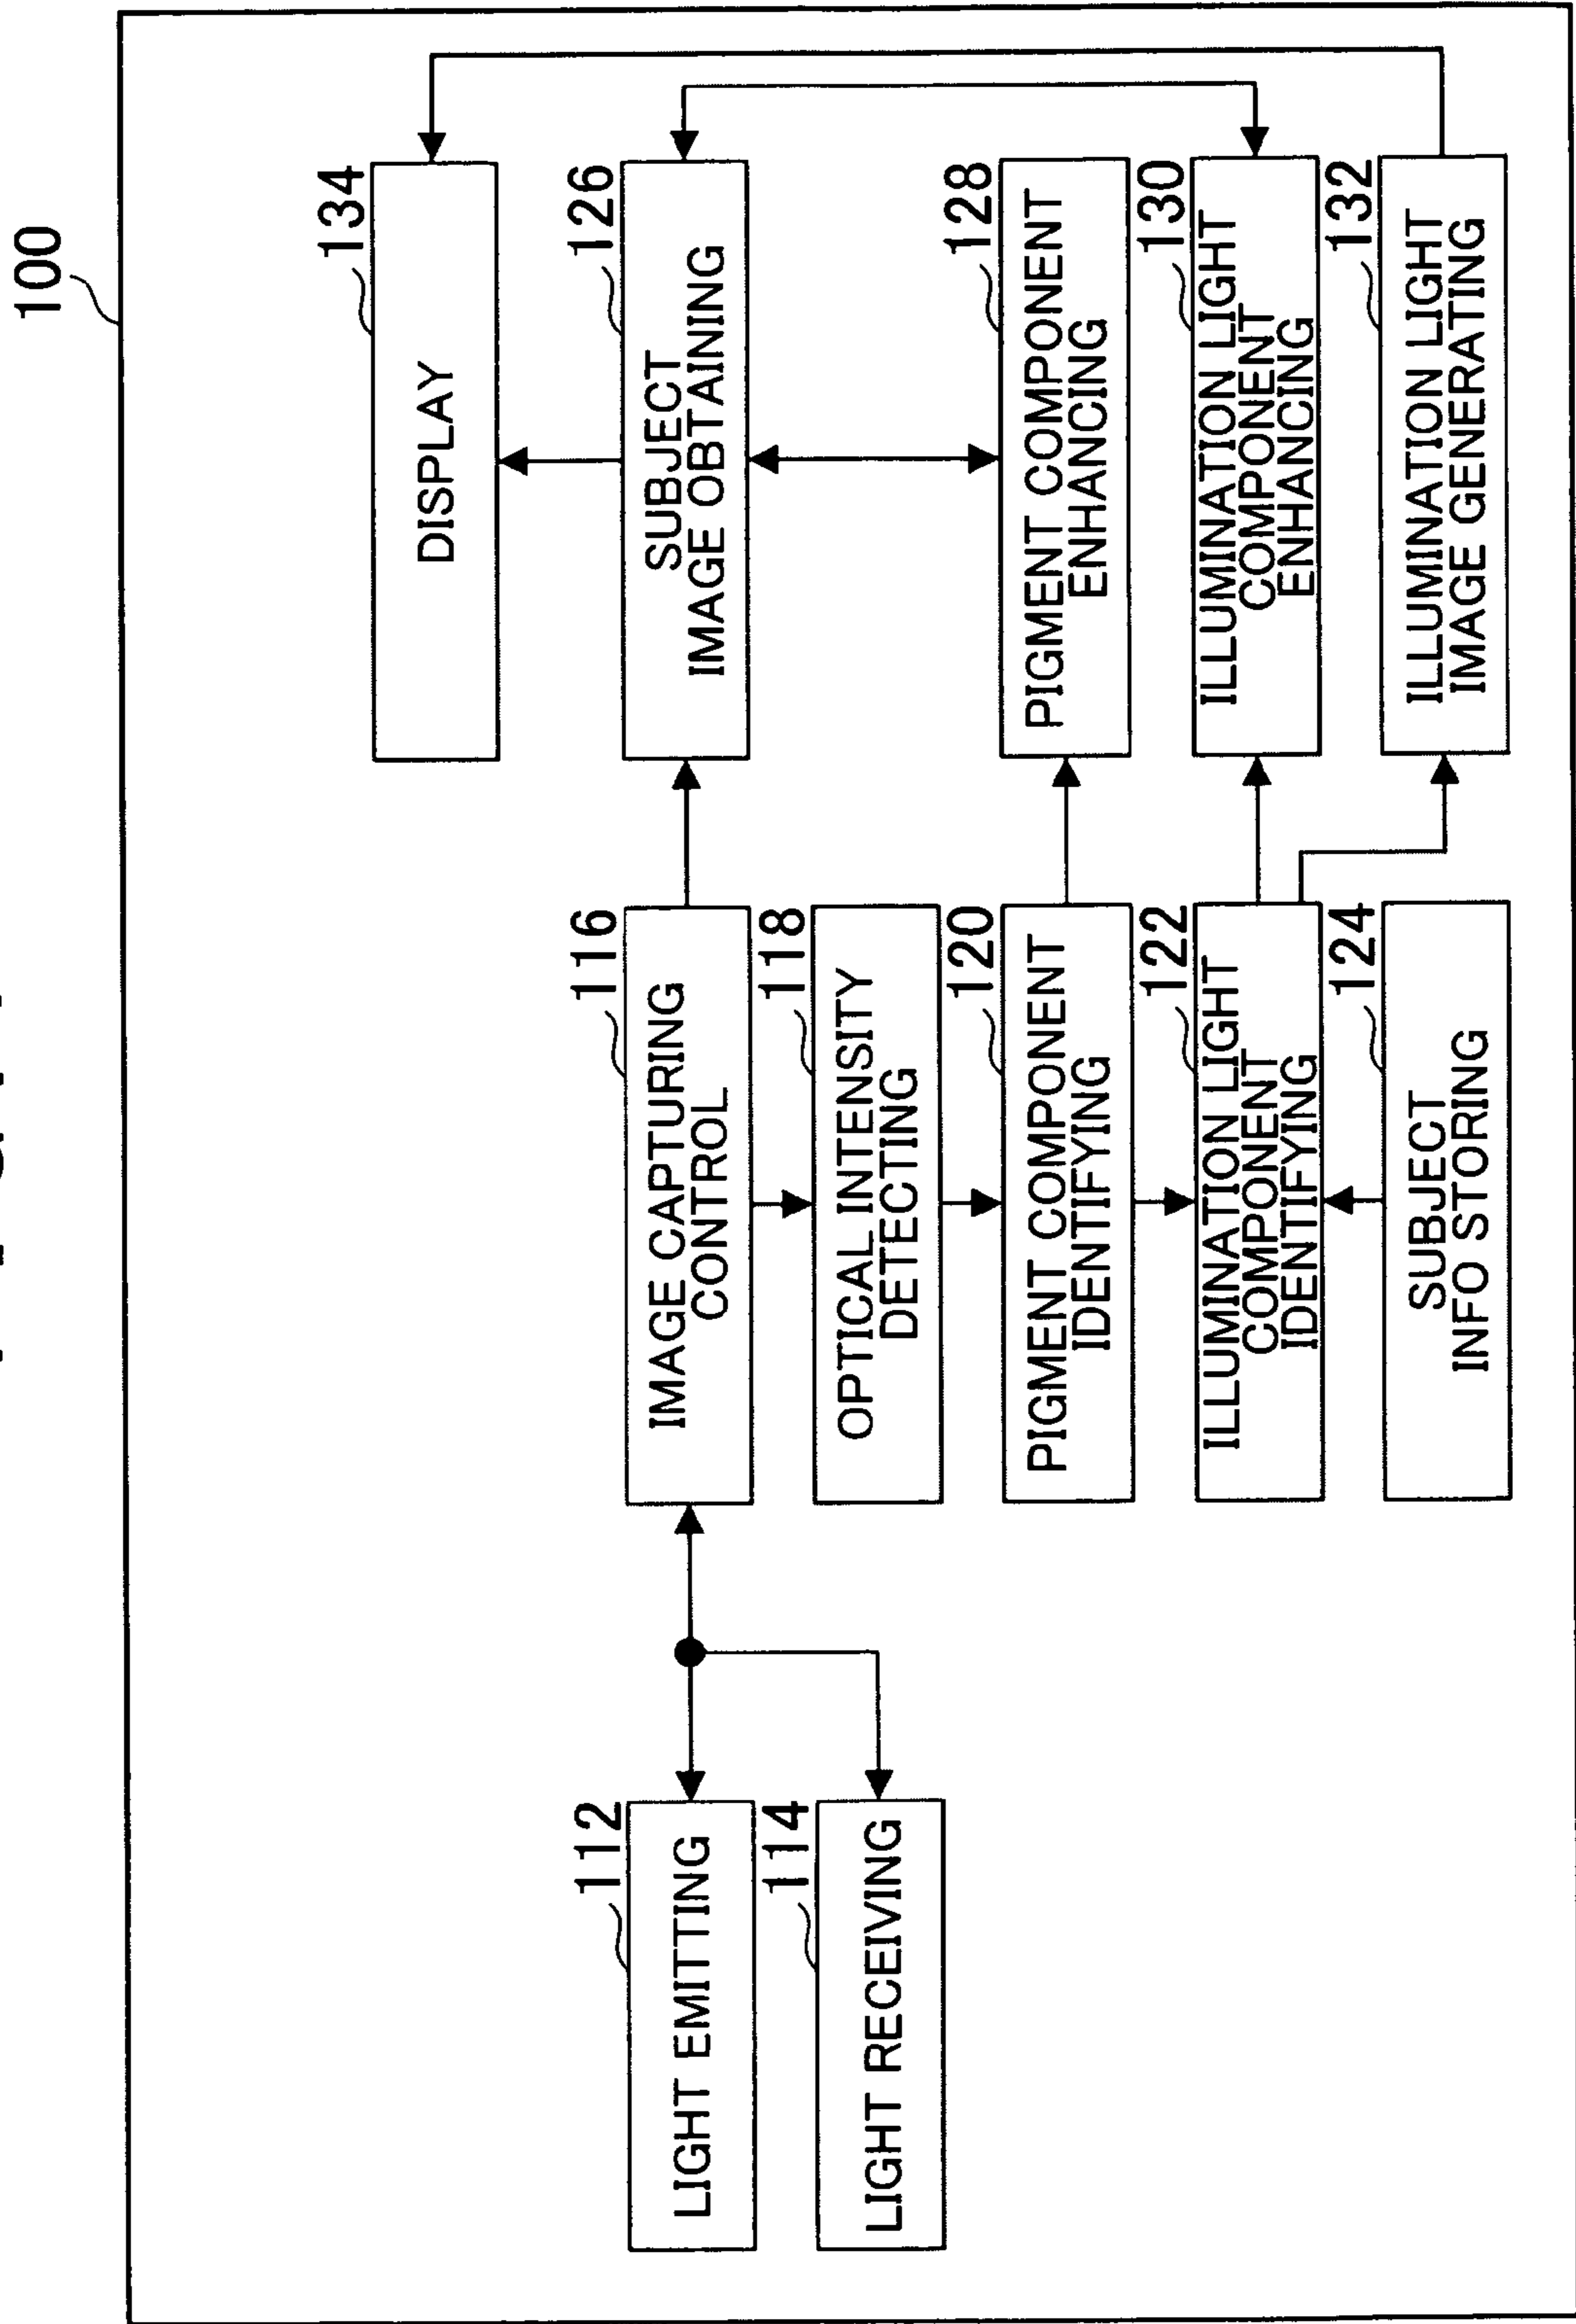 100
134
DISPLAY
126
SUBJECT
IMAGE OBTAINING
128
PIGMENT COMPONENT
ENHANCING
130
ILLUMINATION LIGHT
COMPONENT
ENHANCING
132
ILLUMINATION LIGHT
IMAGE GENERATING
116
IMAGE CAPTURING
CONTROL
118
OPTICAL INTENSITY
DETECTING
120
PIGMENT COMPONENT
IDENTIFYING
122
ILLUMINATION LIGHT
COMPONENT
IDENTIFYING
124
SUBJECT
INFO STORING
112
LIGHT EMITTING
114
LIGHT RECEIVING